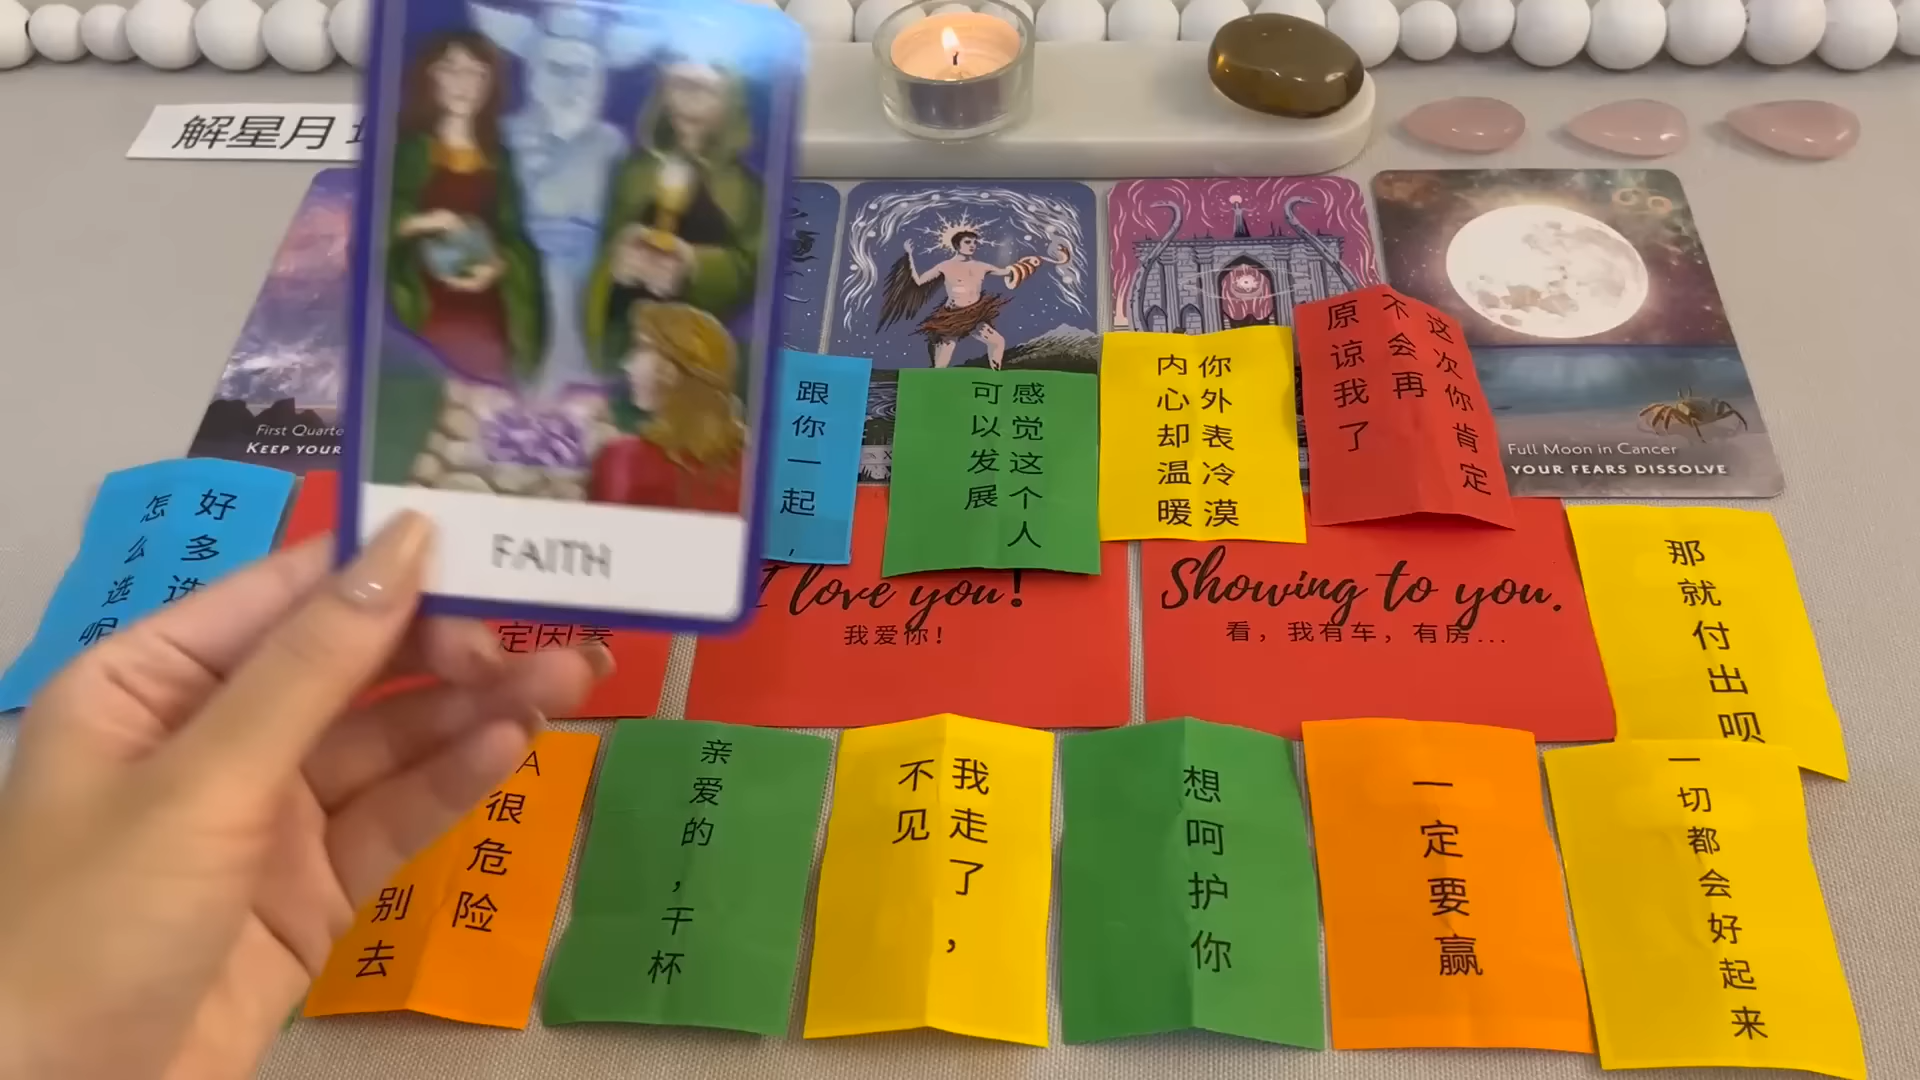 解星月
First Quarte
KEEP YOUR
Full Moon in Cancer
YOUR FEARS DISSOLVE
FAITH
好多选
怎么选呢
定因素
跟你一起，
感觉这个人
可以发展
你外表冷漠
内心却温暖
这次你肯定
不会再
原谅我了
I love you!
我爱你！
Showing to you.
看，我有车，有房...
那就付出呗
A很危险
别去
亲爱的，干杯
我走了，
不见
想呵护你
一定要赢
一切都会好起来